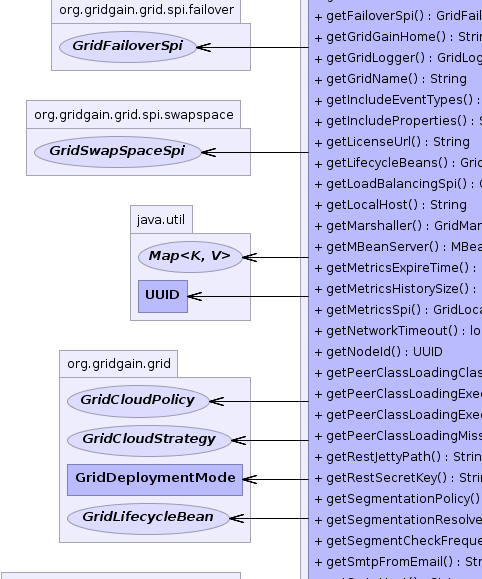 org.gridgain.grid.spi.failover
GridFailoverSpi
org.gridgain.grid.spi.swapspace
GridSwapSpaceSpi
java.util
Map<K, V>
UUID
org.gridgain.grid
GridCloudPolicy
GridCloudStrategy
GridDeploymentMode
GridLifecycleBean
+ getFailoverSpi() : GridFail
+ getGridGainHome() : Strin
+ getGridLogger() : GridLog
+ getGridName() : String
+ getIncludeEventTypes() :
+ getIncludeProperties() : S
+ getLicenseUrl() : String
+ getLifecycleBeans() : Grid
+ getLoadBalancingSpi() : G
+ getLocalHost() : String
+ getMarshaller() : GridMar
+ getMBeanServer() : MBea
+ getMetricsExpireTime() :
+ getMetricsHistorySize() :
+ getMetricsSpi() : GridLoca
+ getNetworkTimeout() : lo
+ getNodeId() : UUID
+ getPeerClassLoadingClas
+ getPeerClassLoadingExec
+ getPeerClassLoadingExec
+ getPeerClassLoadingMiss
+ getRestJettyPath() : Strin
+ getRestSecretKey() : Strin
+ getSegmentationPolicy()
+ getSegmentationResolve
+ getSegmentCheckFreque
+ getSmtpFromEmail() : Str